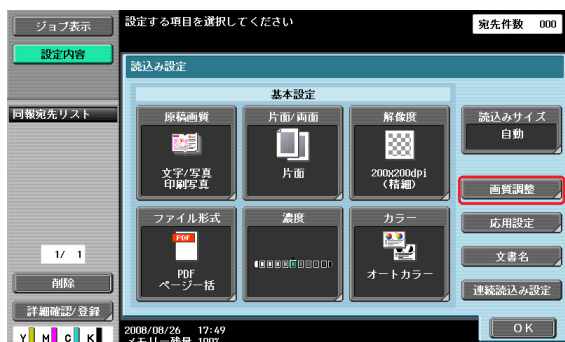 ジョブ表示
設定する項目を選択してください
宛先件数 000
設定内容
読込み設定
基本設定
同報宛先リスト
原稿画質
文字/写真
印刷写真
片面/両面
片面
解像度
200x200dpi
(精細)
読込みサイズ
自動
画質調整
ファイル形式
PDF
PDF
ページ一括
濃度
カラー
オートカラー
応用設定
文書名
連続読込み設定
1/ 1
削除
詳細確認/登録
Y M C K
2008/08/26 17:49
メモリー残量 100%
OK